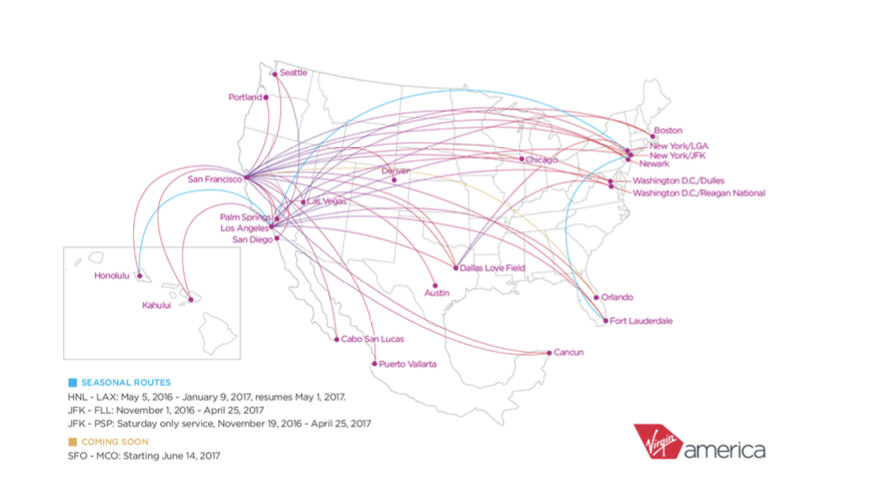 Seattle
Portland
Boston
New York/LGA
New York/JFK
Newark
Chicago
Denver
San Francisco
Washington D.C./Dulles
Washington D.C./Reagan National
Las Vegas
Palm Springs
Los Angeles
San Diego
Dallas Love Field
Honolulu
Austin
Orlando
Kahului
Fort Lauderdale
Cabo San Lucas
Cancun
Puerto Vallarta
SEASONAL ROUTES
HNL - LAX: May 5, 2016 - January 9, 2017, resumes May 1, 2017.
JFK - FLL: November 1, 2016 - April 25, 2017
JFK - PSP: Saturday only service, November 19, 2016 - April 25, 2017
COMING SOON
SFO - MCO: Starting June 14, 2017
Virgin america